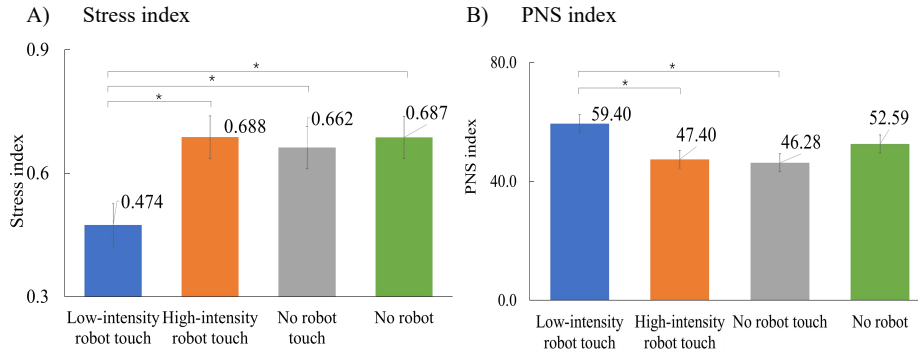 A) Stress index
Stress index
0.9
0.6
0.3
*
*
*
0.474
0.688
0.662
0.687
Low-intensity
robot touch
High-intensity
robot touch
No robot
touch
No robot
B) PNS index
PNS index
80.0
40.0
0.0
*
*
59.40
47.40
46.28
52.59
Low-intensity
robot touch
High-intensity
robot touch
No robot touch
No robot